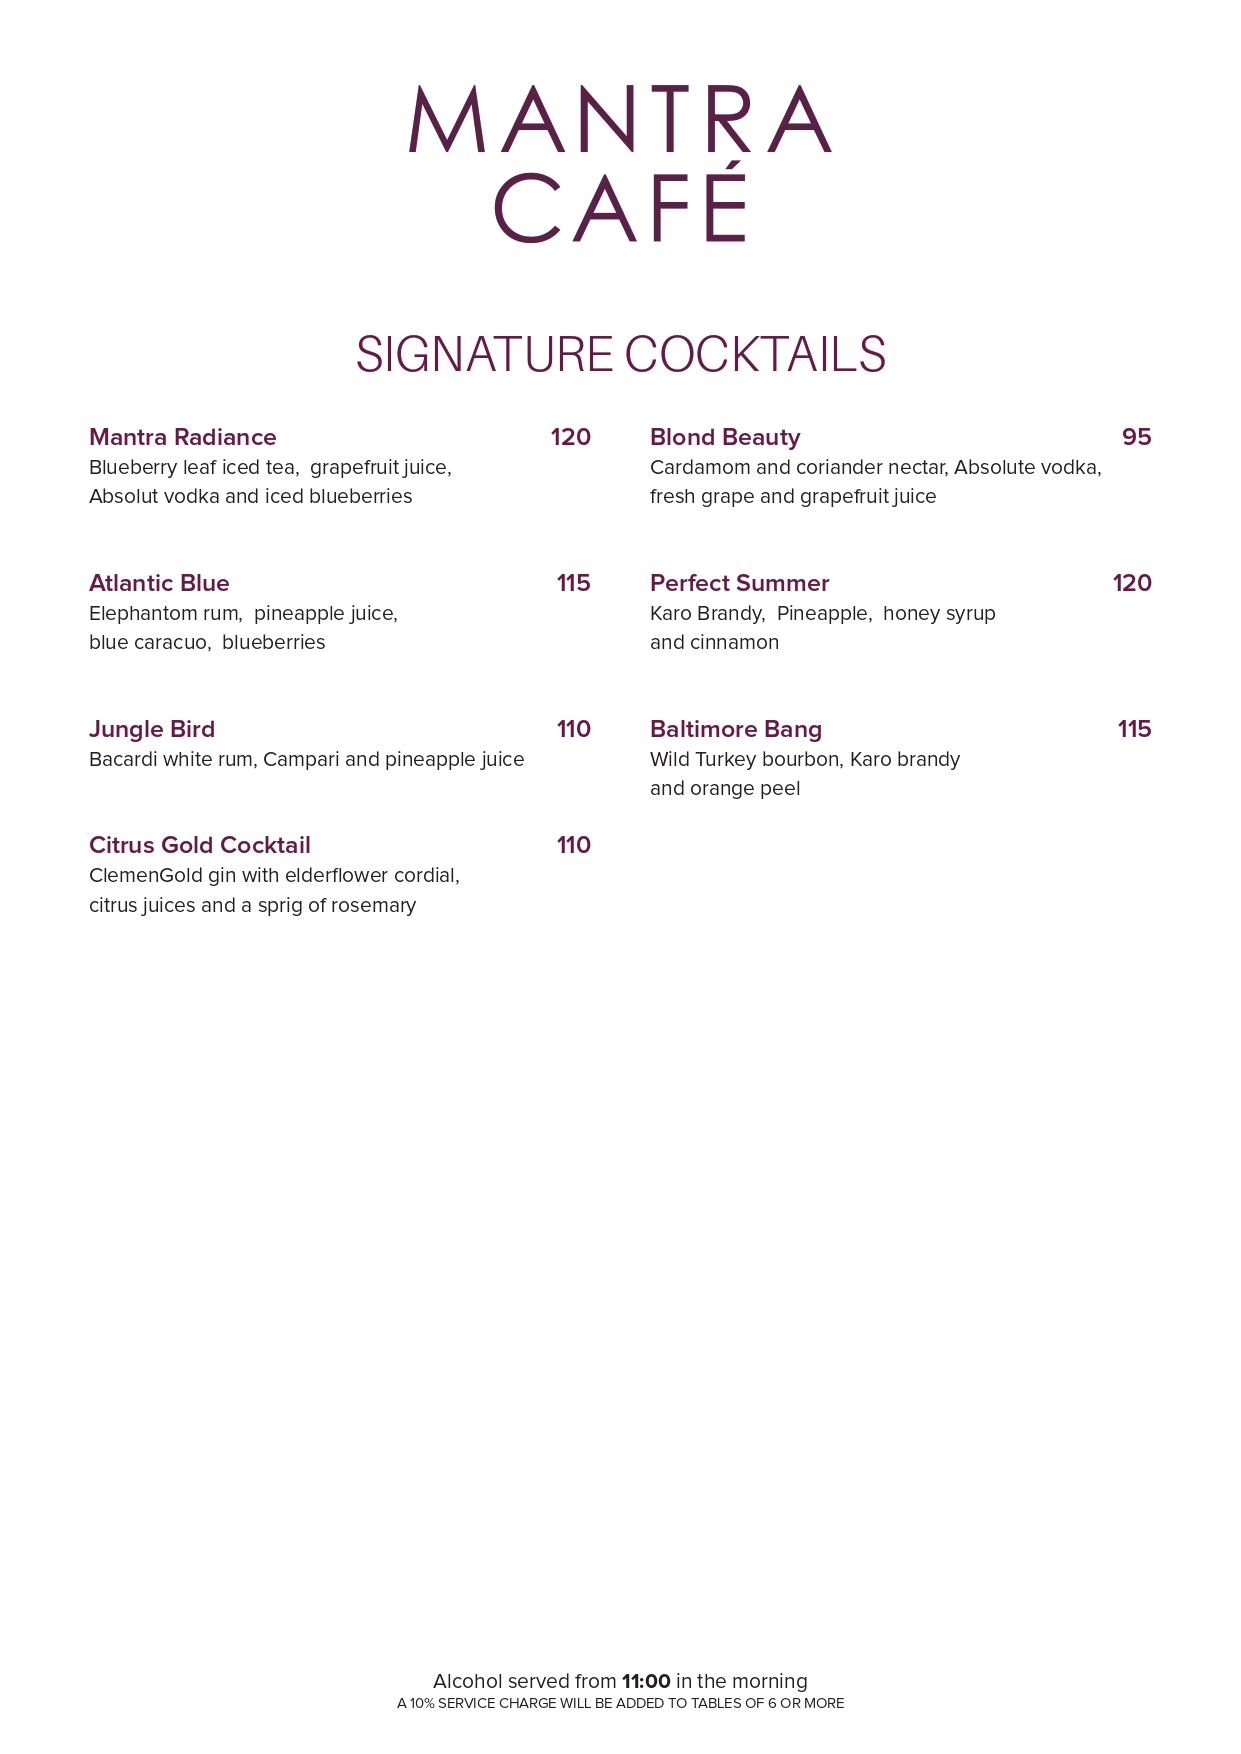 MANTRA
CAFÉ
SIGNATURE COCKTAILS
Mantra Radiance 120
Blueberry leaf iced tea,  grapefruit juice,
Absolut vodka and iced blueberries
Atlantic Blue 115
Elephantom rum,  pineapple juice,
blue caracuo,  blueberries
Jungle Bird 110
Bacardi white rum, Campari and pineapple juice
Citrus Gold Cocktail 110
ClemenGold gin with elderflower cordial,
citrus juices and a sprig of rosemary
Blond Beauty 95
Cardamom and coriander nectar, Absolute vodka,
fresh grape and grapefruit juice
Perfect Summer 120
Karo Brandy,  Pineapple,  honey syrup
and cinnamon
Baltimore Bang 115
Wild Turkey bourbon, Karo brandy
and orange peel
Alcohol served from 11:00 in the morning
A 10% SERVICE CHARGE WILL BE ADDED TO TABLES OF 6 OR MORE